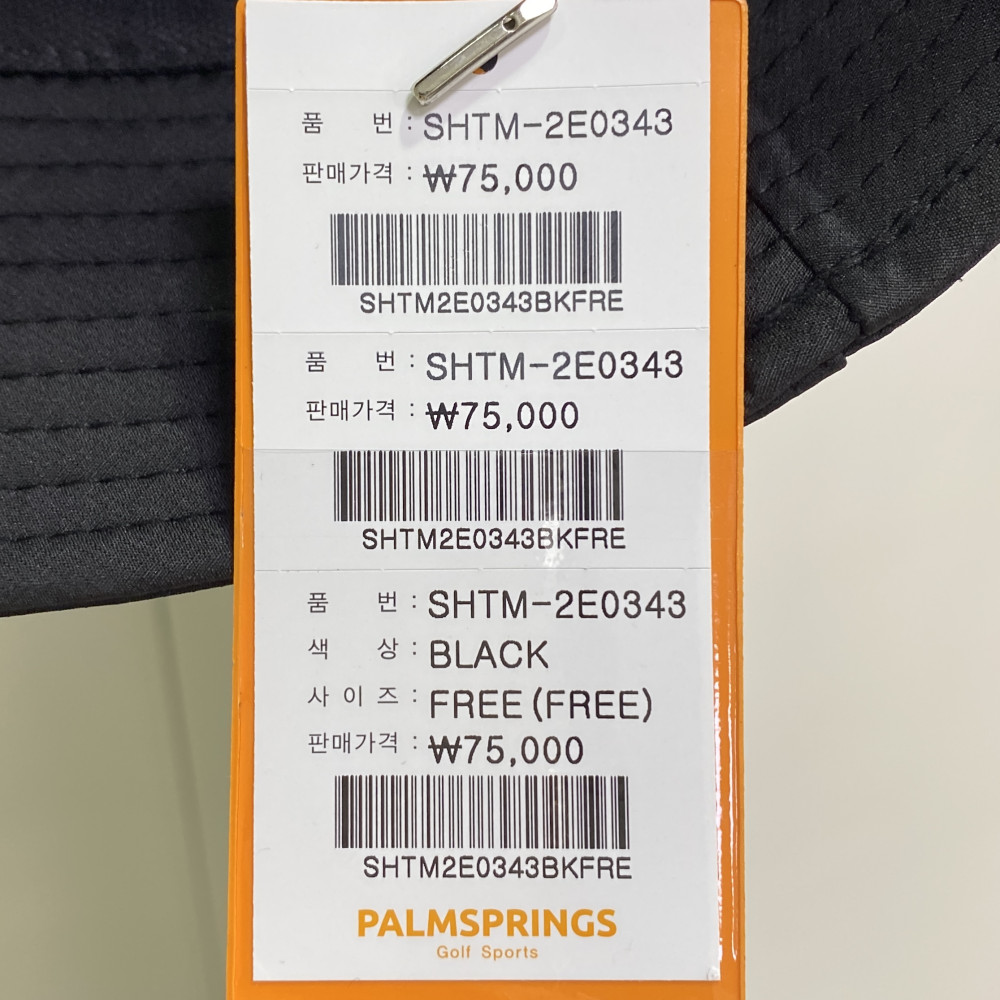 품 번 : SHTM-2E0343
판매가격 : ₩75,000
SHTM2E0343BKFRE
품 번 : SHTM-2E0343
판매가격 : ₩75,000
SHTM2E0343BKFRE
품 번 : SHTM-2E0343
색 상 : BLACK
사 이 즈 : FREE (FREE)
판매가격 : ₩75,000
SHTM2E0343BKFRE
PALMSPRINGS
Golf Sports